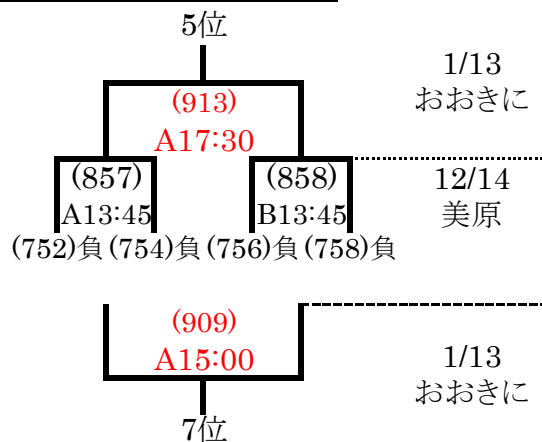 5位
1/13
おおきに
(913)
A17:30
(857)
A13:45
(858)
B13:45
12/14
美原
(752)負 (754)負 (756)負 (758)負
(909)
A15:00
1/13
おおきに
7位